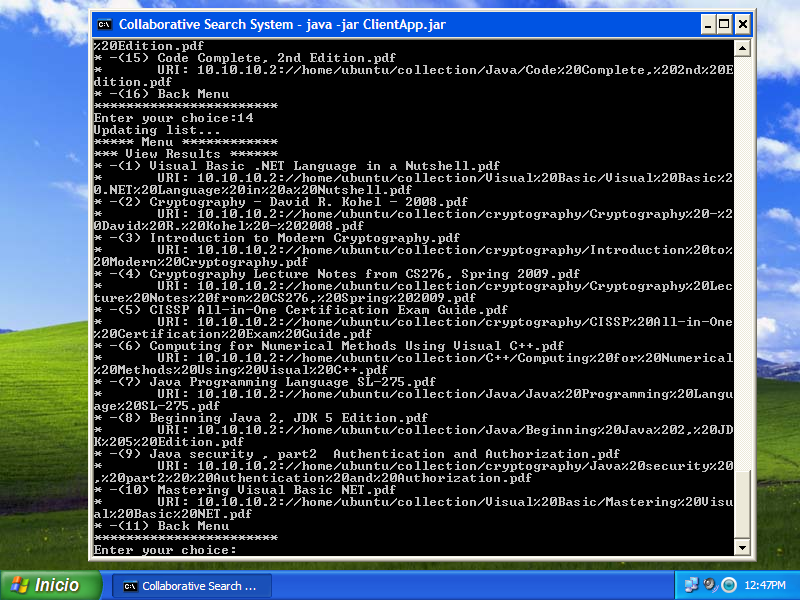 Collaborative Search System - java -jar ClientApp.jar
%20Edition.pdf
* -(15) Code Complete, 2nd Edition.pdf
*       URI: 10.10.10.2://home/ubuntu/collection/Java/Code%20Complete,%202nd%20E
dition.pdf
* -(16) Back Menu
***********************
Enter your choice:14
Updating list...
***** Menu ************
*** View Results ******
* -(1) Visual Basic .NET Language in a Nutshell.pdf
*       URI: 10.10.10.2://home/ubuntu/collection/Visual%20Basic/Visual%20Basic%2
0.NET%20Language%20in%20a%20Nutshell.pdf
* -(2) Cryptography - David R. Kohel - 2008.pdf
*       URI: 10.10.10.2://home/ubuntu/collection/cryptography/Cryptography%20-%2
0David%20R.%20Kohel%20-%202008.pdf
* -(3) Introduction to Modern Cryptography.pdf
*       URI: 10.10.10.2://home/ubuntu/collection/cryptography/Introduction%20to%
20Modern%20Cryptography.pdf
* -(4) Cryptography Lecture Notes from CS276, Spring 2009.pdf
*       URI: 10.10.10.2://home/ubuntu/collection/cryptography/Cryptography%20Lec
ture%20Notes%20from%20CS276,%20Spring%202009.pdf
* -(5) CISSP All-in-One Certification Exam Guide.pdf
*       URI: 10.10.10.2://home/ubuntu/collection/cryptography/CISSP%20All-in-One
%20Certification%20Exam%20Guide.pdf
* -(6) Computing for Numerical Methods Using Visual C++.pdf
*       URI: 10.10.10.2://home/ubuntu/collection/C++/Computing%20for%20Numerical
%20Methods%20Using%20Visual%20C++.pdf
* -(7) Java Programming Language SL-275.pdf
*       URI: 10.10.10.2://home/ubuntu/collection/Java/Java%20Programming%20Langu
age%20SL-275.pdf
* -(8) Beginning Java 2, JDK 5 Edition.pdf
*       URI: 10.10.10.2://home/ubuntu/collection/Java/Beginning%20Java%202,%20JD
K%205%20Edition.pdf
* -(9) Java security , part2  Authentication and Authorization.pdf
*       URI: 10.10.10.2://home/ubuntu/collection/cryptography/Java%20security%20
,%20part2%20%20Authentication%20and%20Authorization.pdf
* -(10) Mastering Visual Basic NET.pdf
*       URI: 10.10.10.2://home/ubuntu/collection/Visual%20Basic/Mastering%20Visu
al%20Basic%20NET.pdf
* -(11) Back Menu
***********************
Enter your choice:
Inicio
Collaborative Search ...
12:47PM